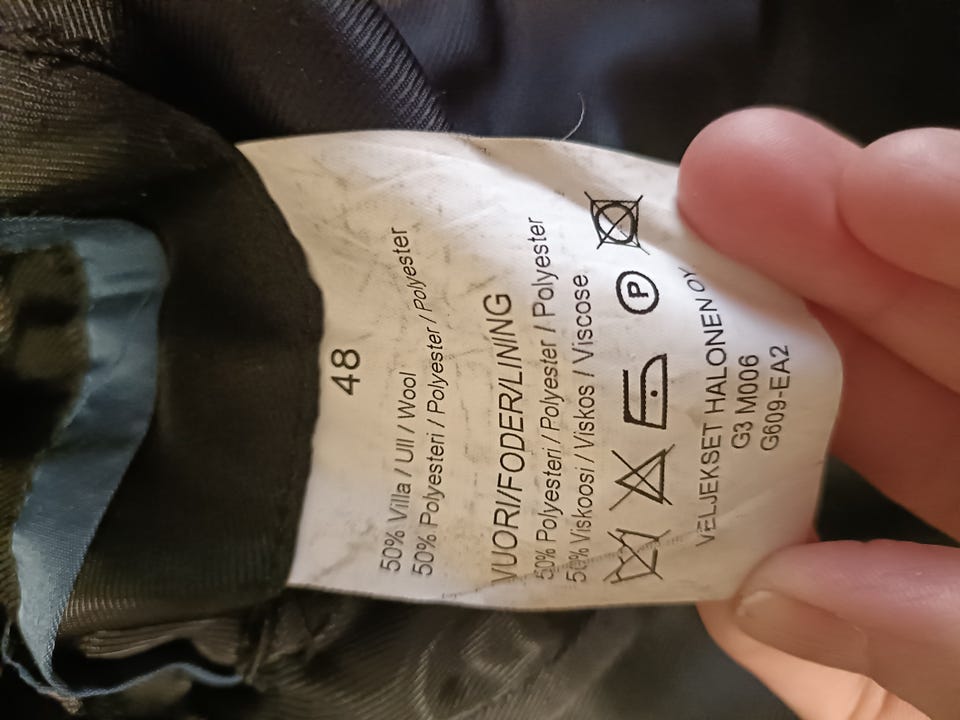 48
50% Villa / Ull / Wool
50% Polyesteri / Polyester / Polyester
VUORI/FODER/LINING
50% Polyesteri / Polyester / Polyester
50% Viskoosi / Viskos / Viscose
P
VELJEKSET HALONEN OY
G3 M006
G609-EA2